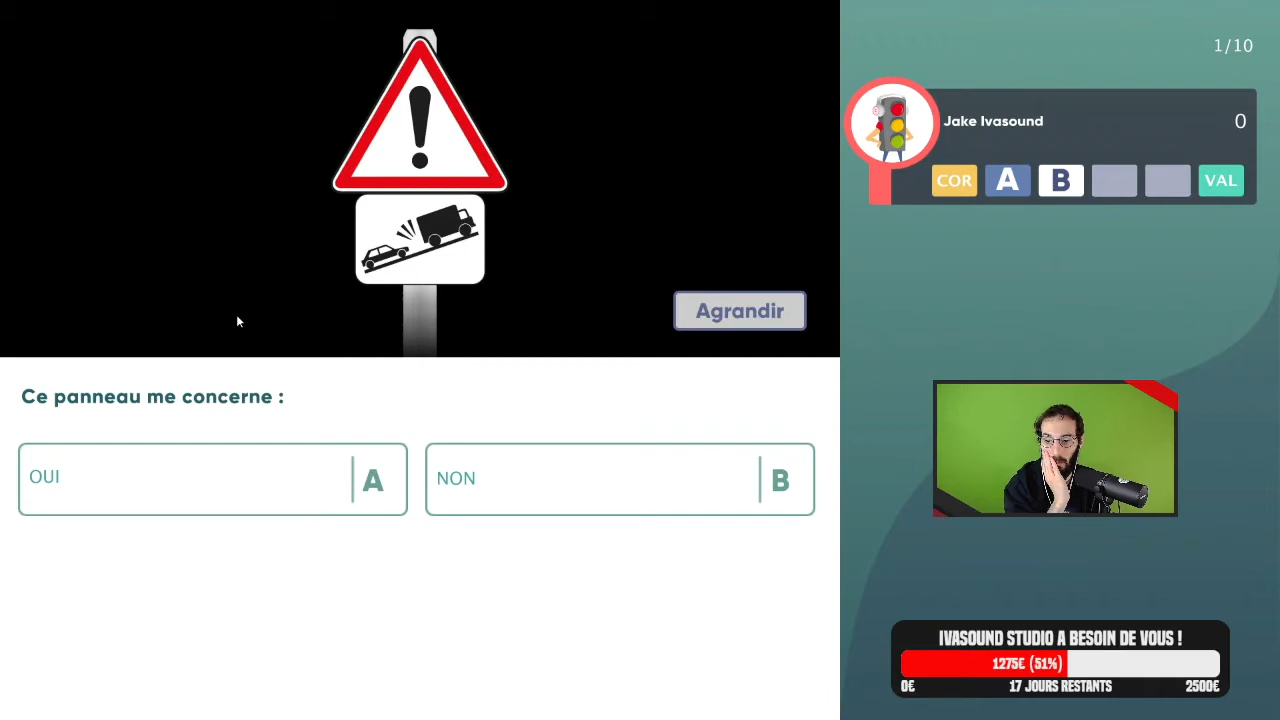 1/10
Jake Ivasound
0
COR
A
B
VAL
Agrandir
Ce panneau me concerne :
OUI
A
NON
B
IVASOUND STUDIO A BESOIN DE VOUS !
1275€ (51%)
0€
17 JOURS RESTANTS
2500€